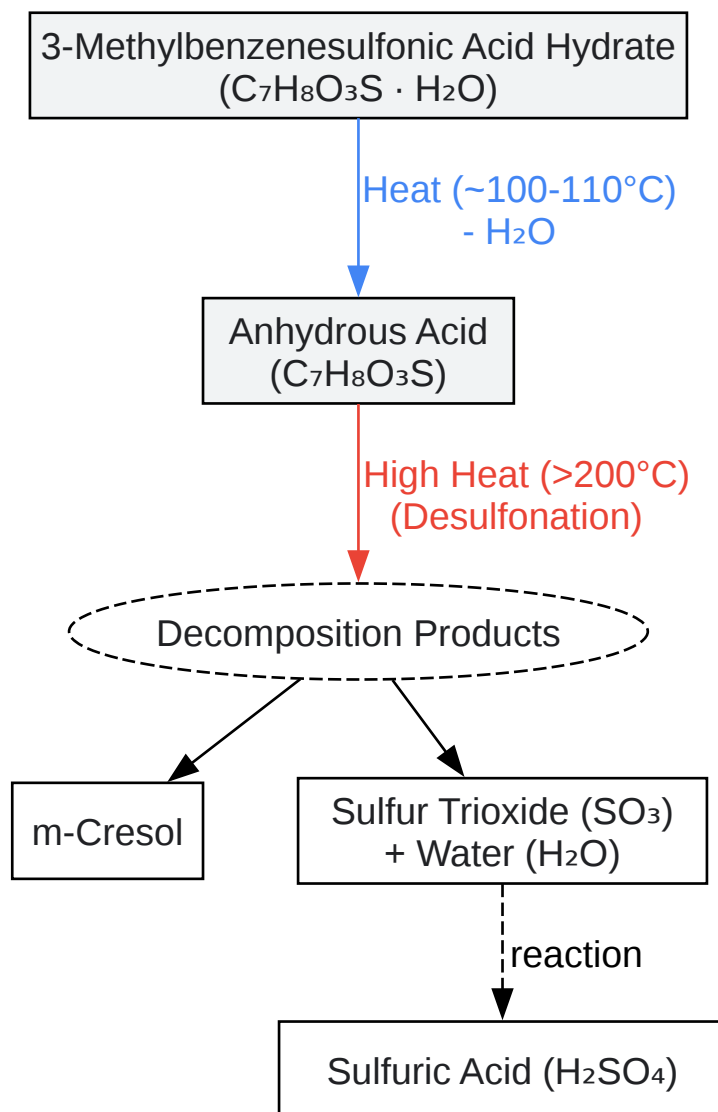 3-Methylbenzenesulfonic Acid Hydrate
(C₇H₈O₃S · H₂O)
Heat (~100-110°C)
- H₂O
Anhydrous Acid
(C₇H₈O₃S)
High Heat (>200°C)
(Desulfonation)
Decomposition Products
m-Cresol
Sulfur Trioxide (SO₃)
+ Water (H₂O)
reaction
Sulfuric Acid (H₂SO₄)